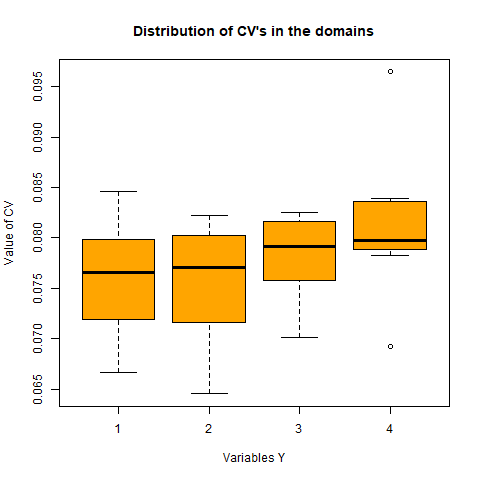 Distribution of CV's in the domains
Value of CV
0.095
0.090
0.085
0.080
0.075
0.070
0.065
1 2 3 4
Variables Y